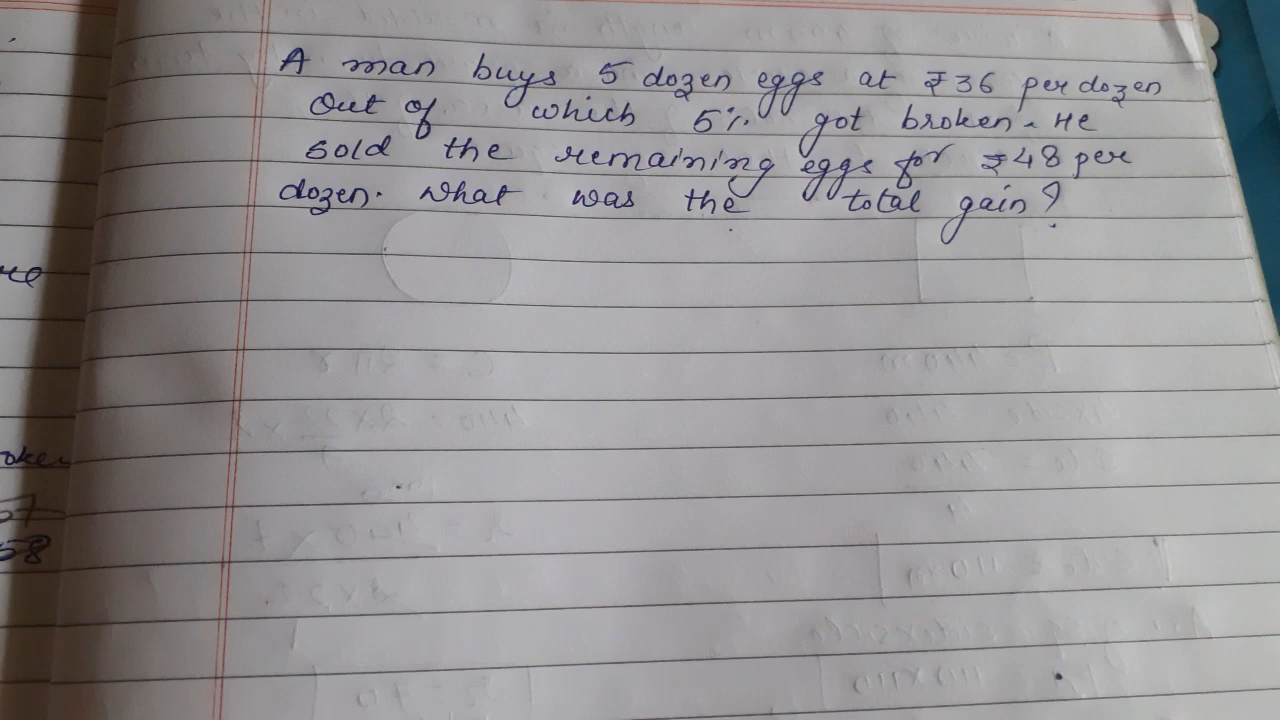 A man buys 5 dozen eggs at ₹36 per dozen
Out of which 5% got broken. He
sold the remaining eggs for ₹48 per
dozen. What was the total gain?
58